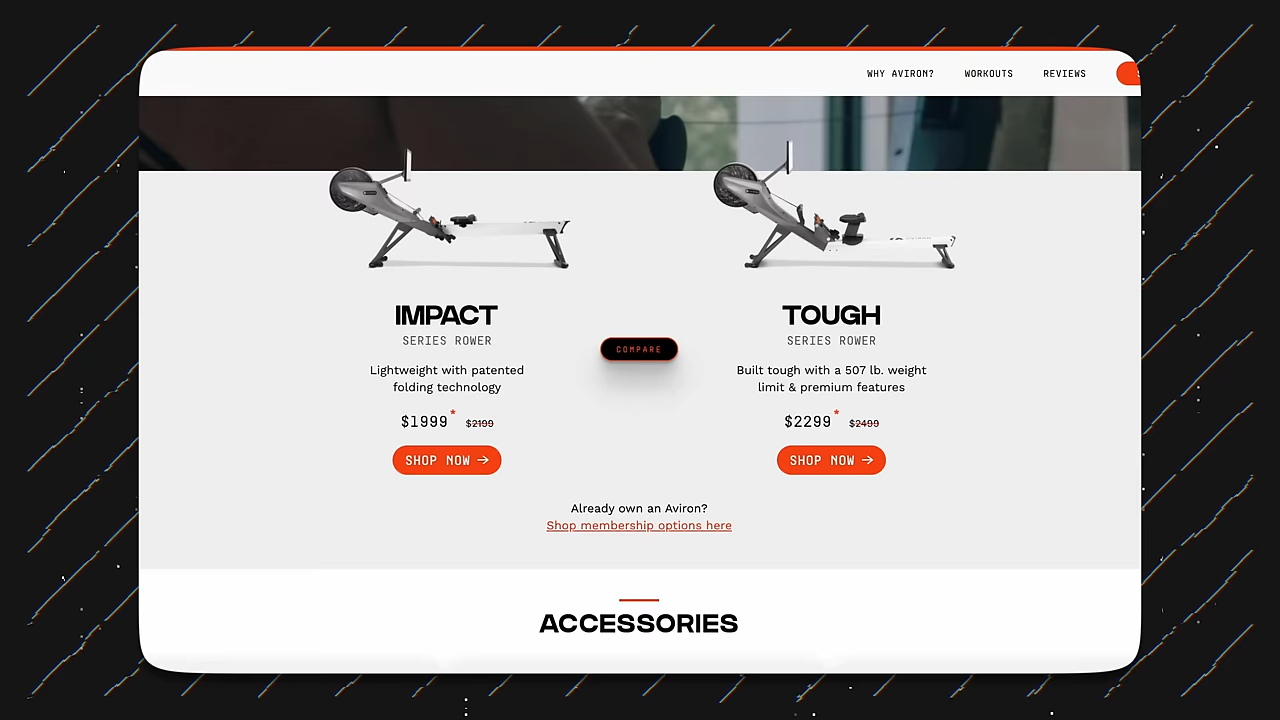 WHY AVIRON?
WORKOUTS
REVIEWS
IMPACT
SERIES ROWER
Lightweight with patented
folding technology
$1999* $2199
SHOP NOW →
COMPARE
TOUGH
SERIES ROWER
Built tough with a 507 lb. weight
limit & premium features
$2299* $2499
SHOP NOW →
Already own an Aviron?
Shop membership options here
ACCESSORIES